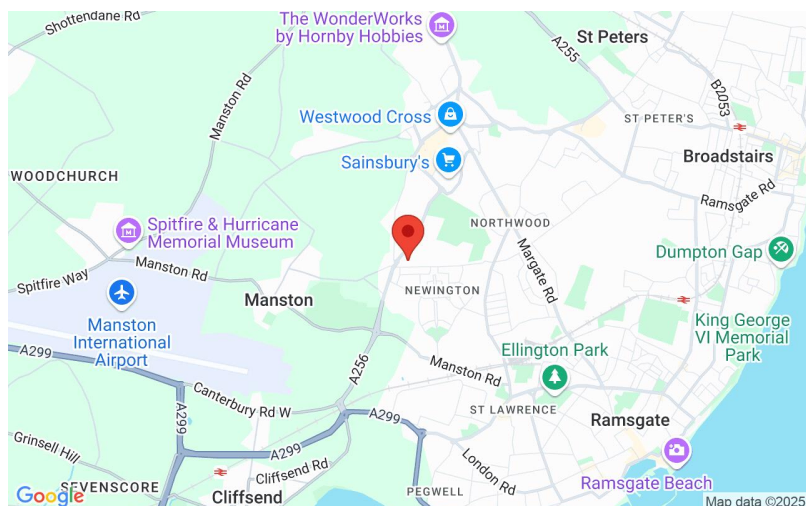 Shottendane Rd
The WonderWorks
by Hornby Hobbies
St Peters
A255
B2053
Manston Rd
Westwood Cross
ST PETER'S
Sainsbury's
Broadstairs
WOODCHURCH
Ramsgate Rd
Spitfire & Hurricane
Memorial Museum
NORTHWOOD
Margate Rd
Dumpton Gap
Spitfire Way
Manston Rd
Manston
NEWINGTON
Manston
International
Airport
King George
VI Memorial
Park
A299
A256
Manston Rd
Ellington Park
Canterbury Rd W
A299
A299
ST LAWRENCE
Ramsgate
Grinsell Hill
A299
Cliffsend Rd
London Rd
Ramsgate Beach
SEVENSCORE
Cliffsend
PEGWELL
Google
Map data ©2025